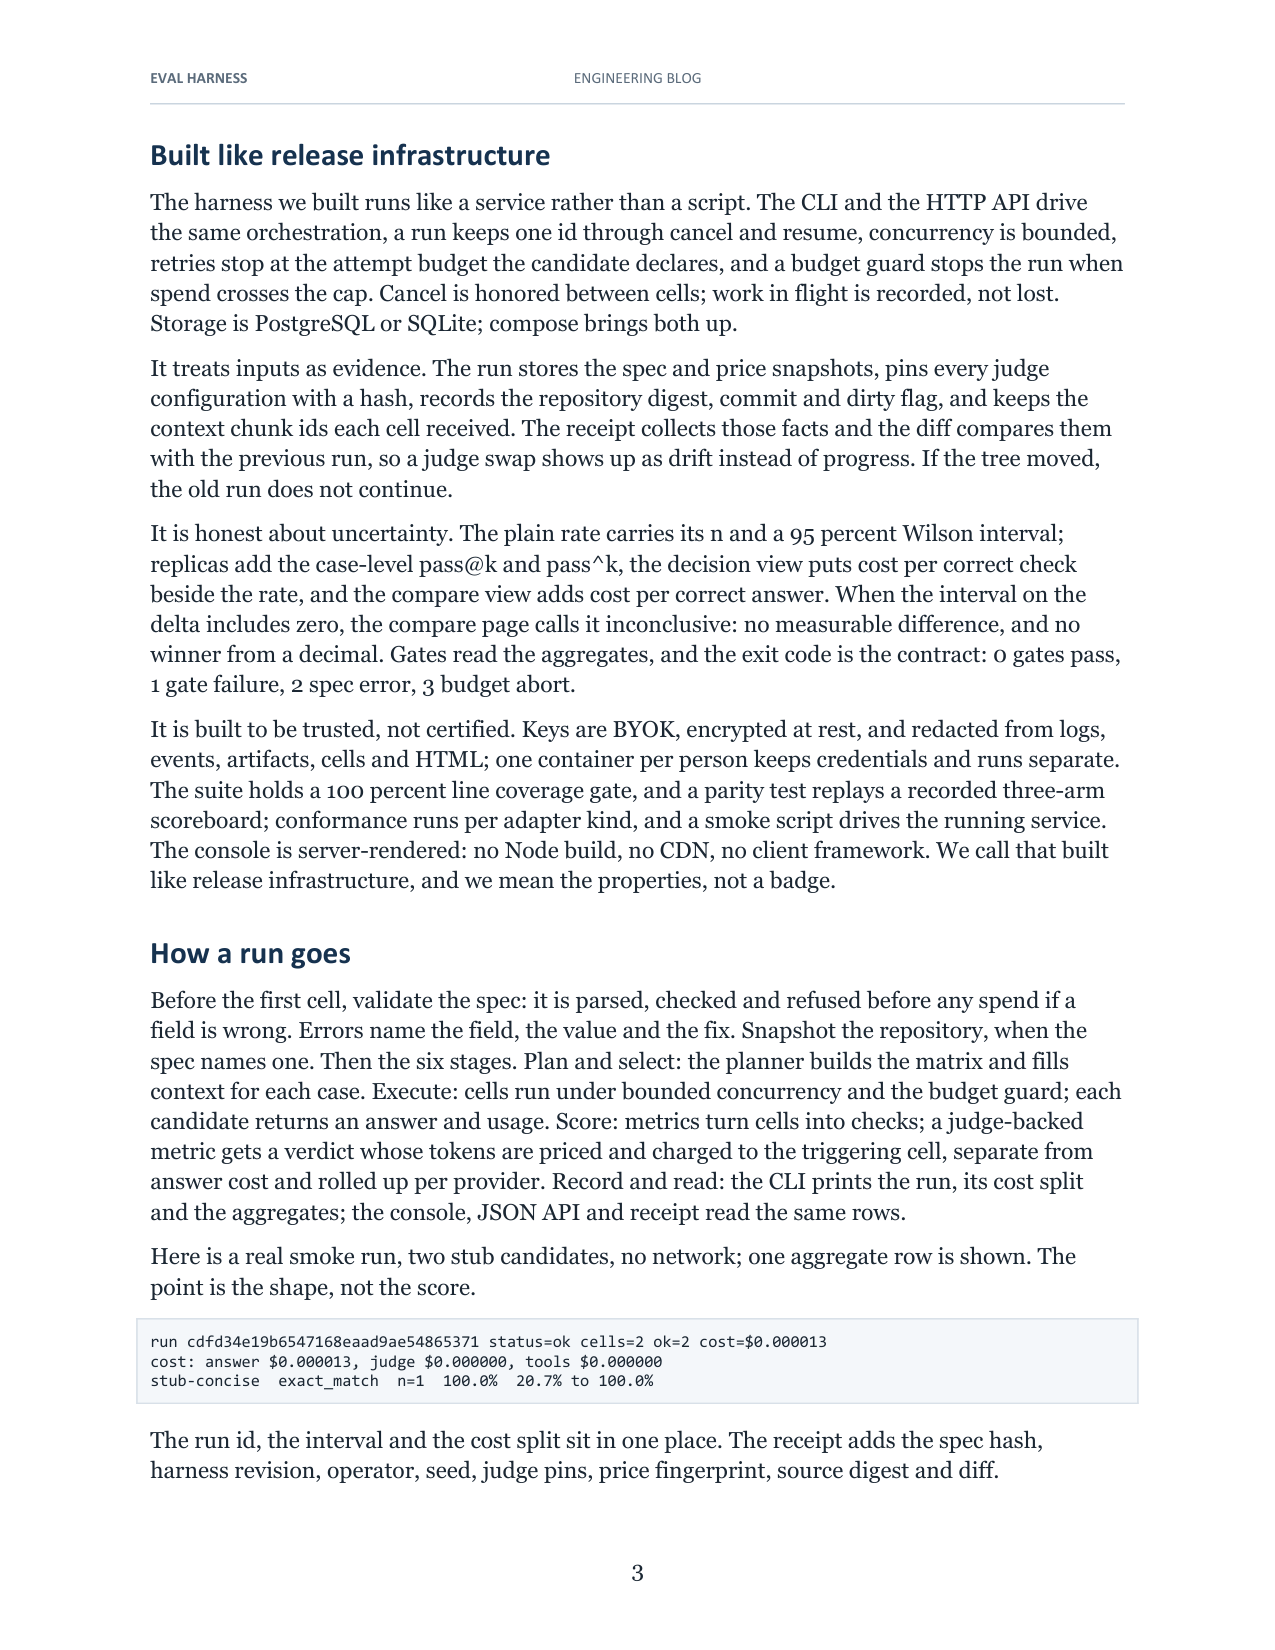 EVAL HARNESS
ENGINEERING BLOG
Built like release infrastructure
The harness we built runs like a service rather than a script. The CLI and the HTTP API drive
the same orchestration, a run keeps one id through cancel and resume, concurrency is bounded,
retries stop at the attempt budget the candidate declares, and a budget guard stops the run when
spend crosses the cap. Cancel is honored between cells; work in flight is recorded, not lost.
Storage is PostgreSQL or SQLite; compose brings both up.
It treats inputs as evidence. The run stores the spec and price snapshots, pins every judge
configuration with a hash, records the repository digest, commit and dirty flag, and keeps the
context chunk ids each cell received. The receipt collects those facts and the diff compares them
with the previous run, so a judge swap shows up as drift instead of progress. If the tree moved,
the old run does not continue.
It is honest about uncertainty. The plain rate carries its n and a 95 percent Wilson interval;
replicas add the case-level pass@k and pass^k, the decision view puts cost per correct check
beside the rate, and the compare view adds cost per correct answer. When the interval on the
delta includes zero, the compare page calls it inconclusive: no measurable difference, and no
winner from a decimal. Gates read the aggregates, and the exit code is the contract: 0 gates pass,
1 gate failure, 2 spec error, 3 budget abort.
It is built to be trusted, not certified. Keys are BYOK, encrypted at rest, and redacted from logs,
events, artifacts, cells and HTML; one container per person keeps credentials and runs separate.
The suite holds a 100 percent line coverage gate, and a parity test replays a recorded three-arm
scoreboard; conformance runs per adapter kind, and a smoke script drives the running service.
The console is server-rendered: no Node build, no CDN, no client framework. We call that built
like release infrastructure, and we mean the properties, not a badge.
How a run goes
Before the first cell, validate the spec: it is parsed, checked and refused before any spend if a
field is wrong. Errors name the field, the value and the fix. Snapshot the repository, when the
spec names one. Then the six stages. Plan and select: the planner builds the matrix and fills
context for each case. Execute: cells run under bounded concurrency and the budget guard; each
candidate returns an answer and usage. Score: metrics turn cells into checks; a judge-backed
metric gets a verdict whose tokens are priced and charged to the triggering cell, separate from
answer cost and rolled up per provider. Record and read: the CLI prints the run, its cost split
and the aggregates; the console, JSON API and receipt read the same rows.
Here is a real smoke run, two stub candidates, no network; one aggregate row is shown. The
point is the shape, not the score.
run cdfd34e19b6547168eaad9ae54865371 status=ok cells=2 ok=2 cost=$0.000013
cost: answer $0.000013, judge $0.000000, tools $0.000000
stub-concise  exact_match  n=1  100.0%  20.7% to 100.0%
The run id, the interval and the cost split sit in one place. The receipt adds the spec hash,
harness revision, operator, seed, judge pins, price fingerprint, source digest and diff.
3